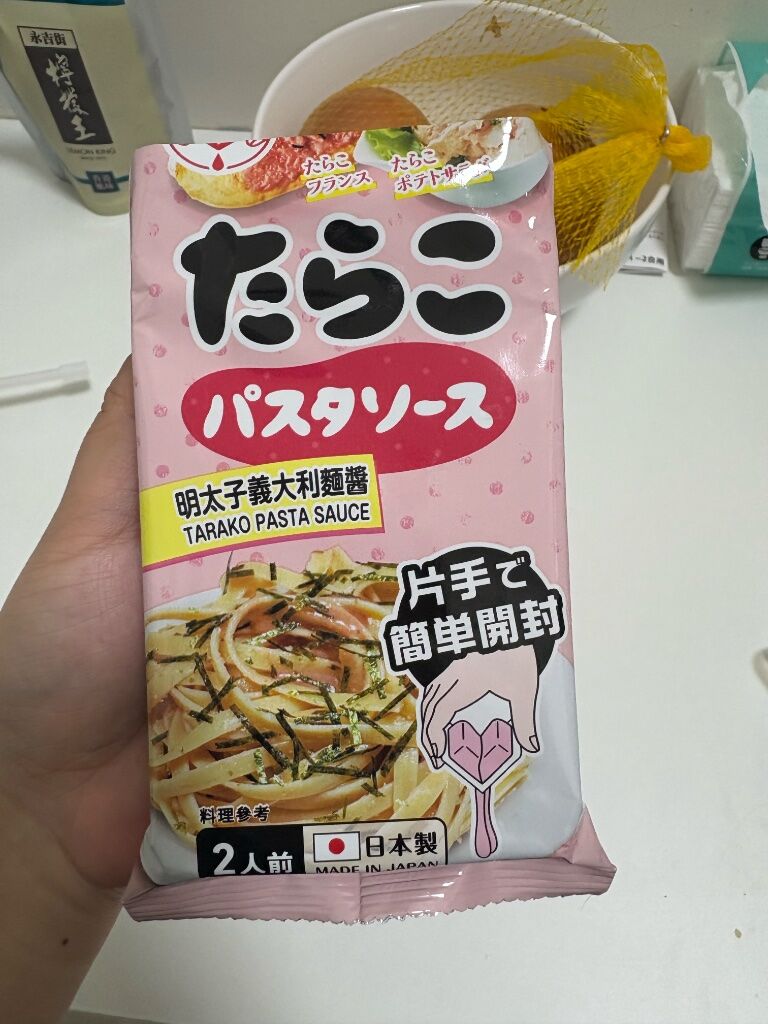 永吉街
檸檬王
LEMON KING
たらこ
フランス
たらこ
ポテトサラダ
たらこ
パスタソース
明太子義大利麵醬
TARAKO PASTA SAUCE
片手で
簡単開封
料理參考
2人前
日本製
MADE IN JAPAN